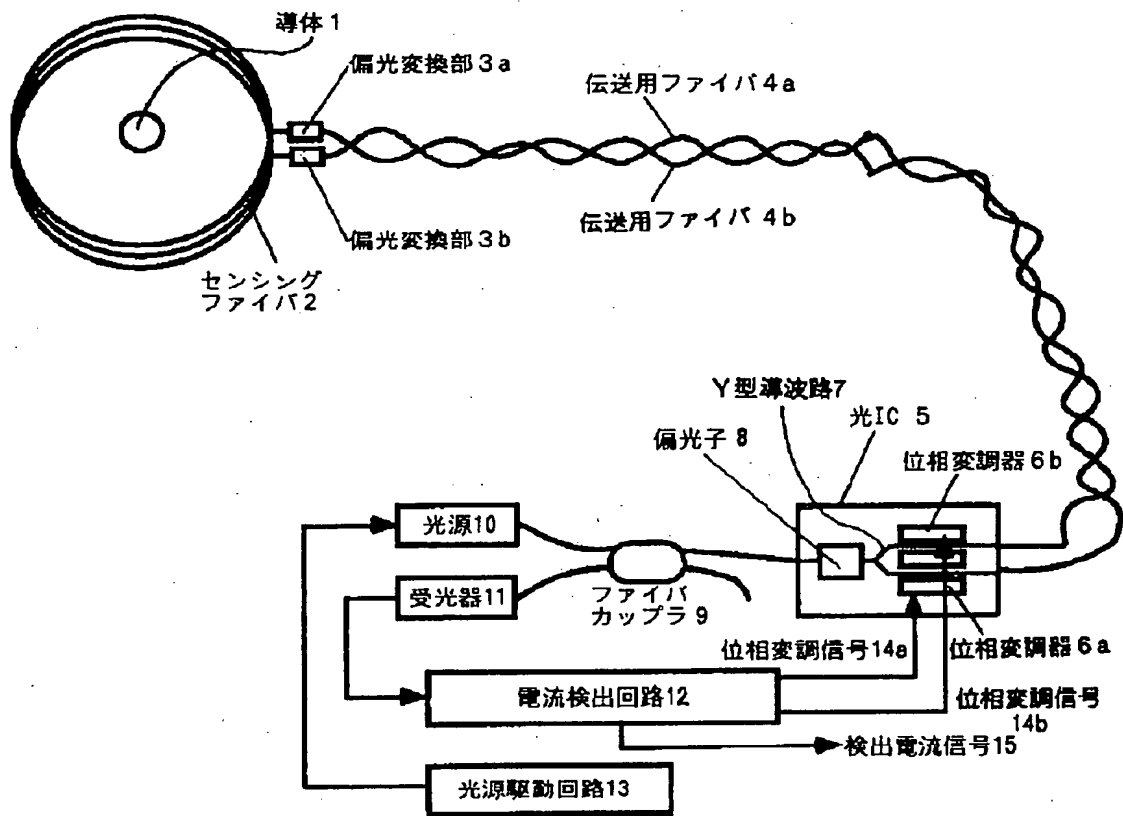 導体1
偏光変換部3a
伝送用ファイバ4a
伝送用ファイバ4b
偏光変換部3b
センシング
ファイバ2
Y型導波路7
光IC 5
偏光子8
位相変調器6b
光源10
受光器11
ファイバ
カップラ9
位相変調信号14a
位相変調器6a
電流検出回路12
位相変調信号
14b
検出電流信号15
光源駆動回路13